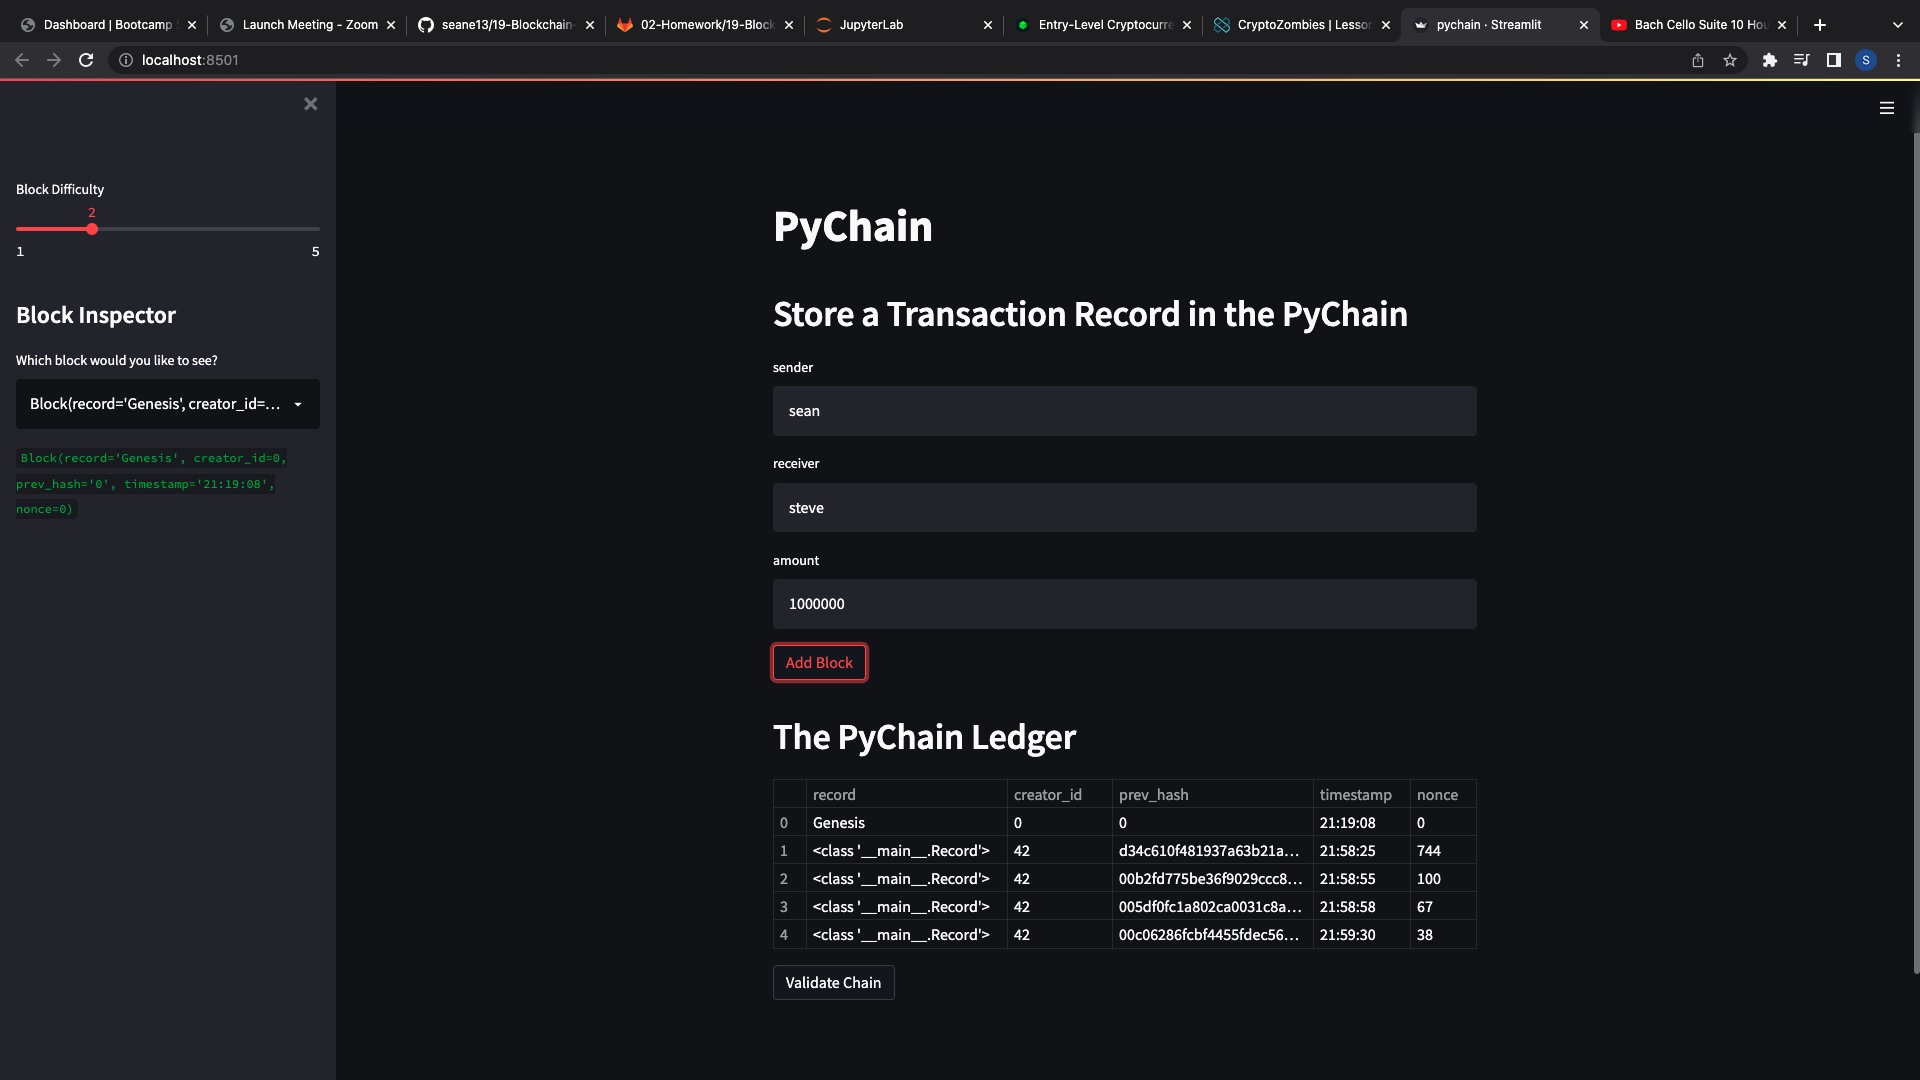 Dashboard | Bootcamp
Launch Meeting - Zoom
seane13/19-Blockchain-
02-Homework/19-Block
JupyterLab
Entry-Level Cryptocurre
CryptoZombies | Lesson
pychain · Streamlit
Bach Cello Suite 10 Hou
localhost:8501
S
Block Difficulty
2
1 5
Block Inspector
Which block would you like to see?
Block(record='Genesis', creator_id=...
Block(record='Genesis', creator_id=0,
prev_hash='0', timestamp='21:19:08',
nonce=0)
PyChain
Store a Transaction Record in the PyChain
sender
sean
receiver
steve
amount
1000000
Add Block
The PyChain Ledger
record creator_id prev_hash timestamp nonce
0 Genesis 0 0 21:19:08 0
1 <class '__main__.Record'> 42 d34c610f481937a63b21a... 21:58:25 744
2 <class '__main__.Record'> 42 00b2fd775be36f9029ccc8... 21:58:55 100
3 <class '__main__.Record'> 42 005df0fc1a802ca0031c8a... 21:58:58 67
4 <class '__main__.Record'> 42 00c06286fcbf4455fdec56... 21:59:30 38
Validate Chain